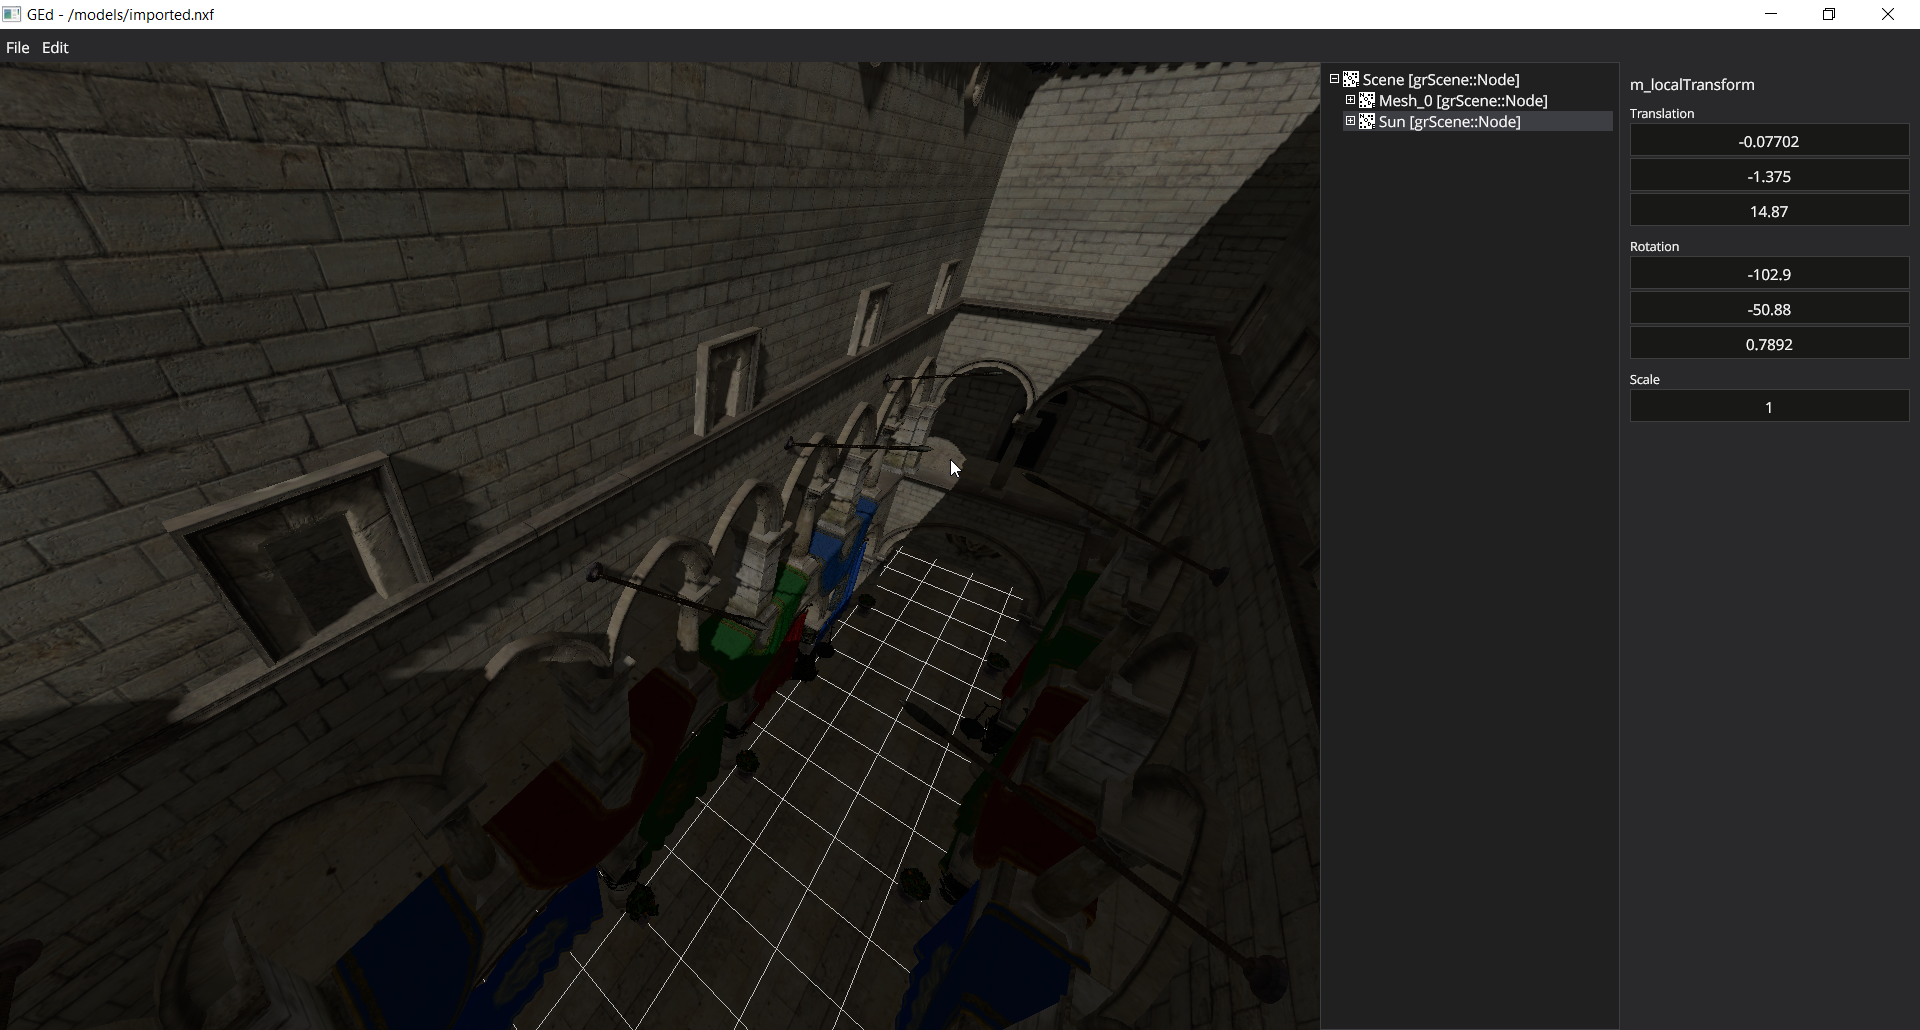 GEd - /models/imported.nxf
File Edit
Scene [grScene::Node]
Mesh_0 [grScene::Node]
Sun [grScene::Node]
m_localTransform
Translation
-0.07702
-1.375
14.87
Rotation
-102.9
-50.88
0.7892
Scale
1